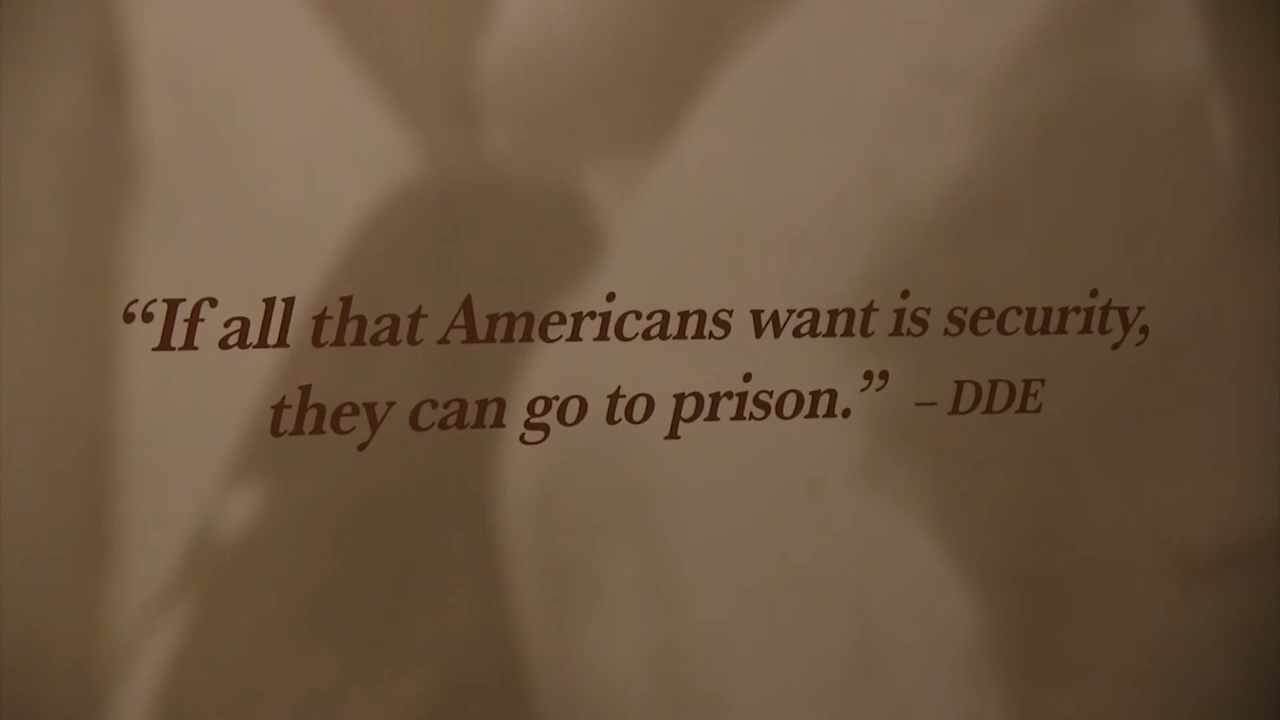 “If all that Americans want is security,
they can go to prison.” – DDE